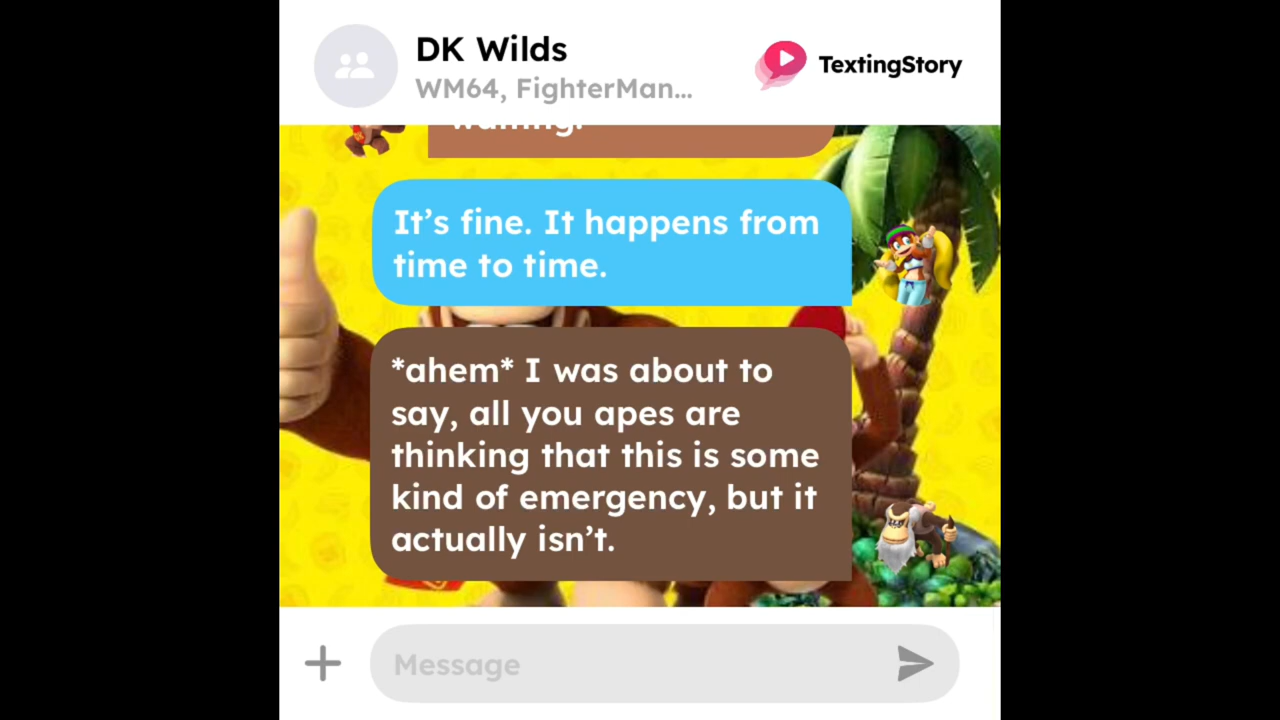 DK Wilds
WM64, FighterMan...
TextingStory
waiting.
It’s fine. It happens from
time to time.
*ahem* I was about to
say, all you apes are
thinking that this is some
kind of emergency, but it
actually isn’t.
Message